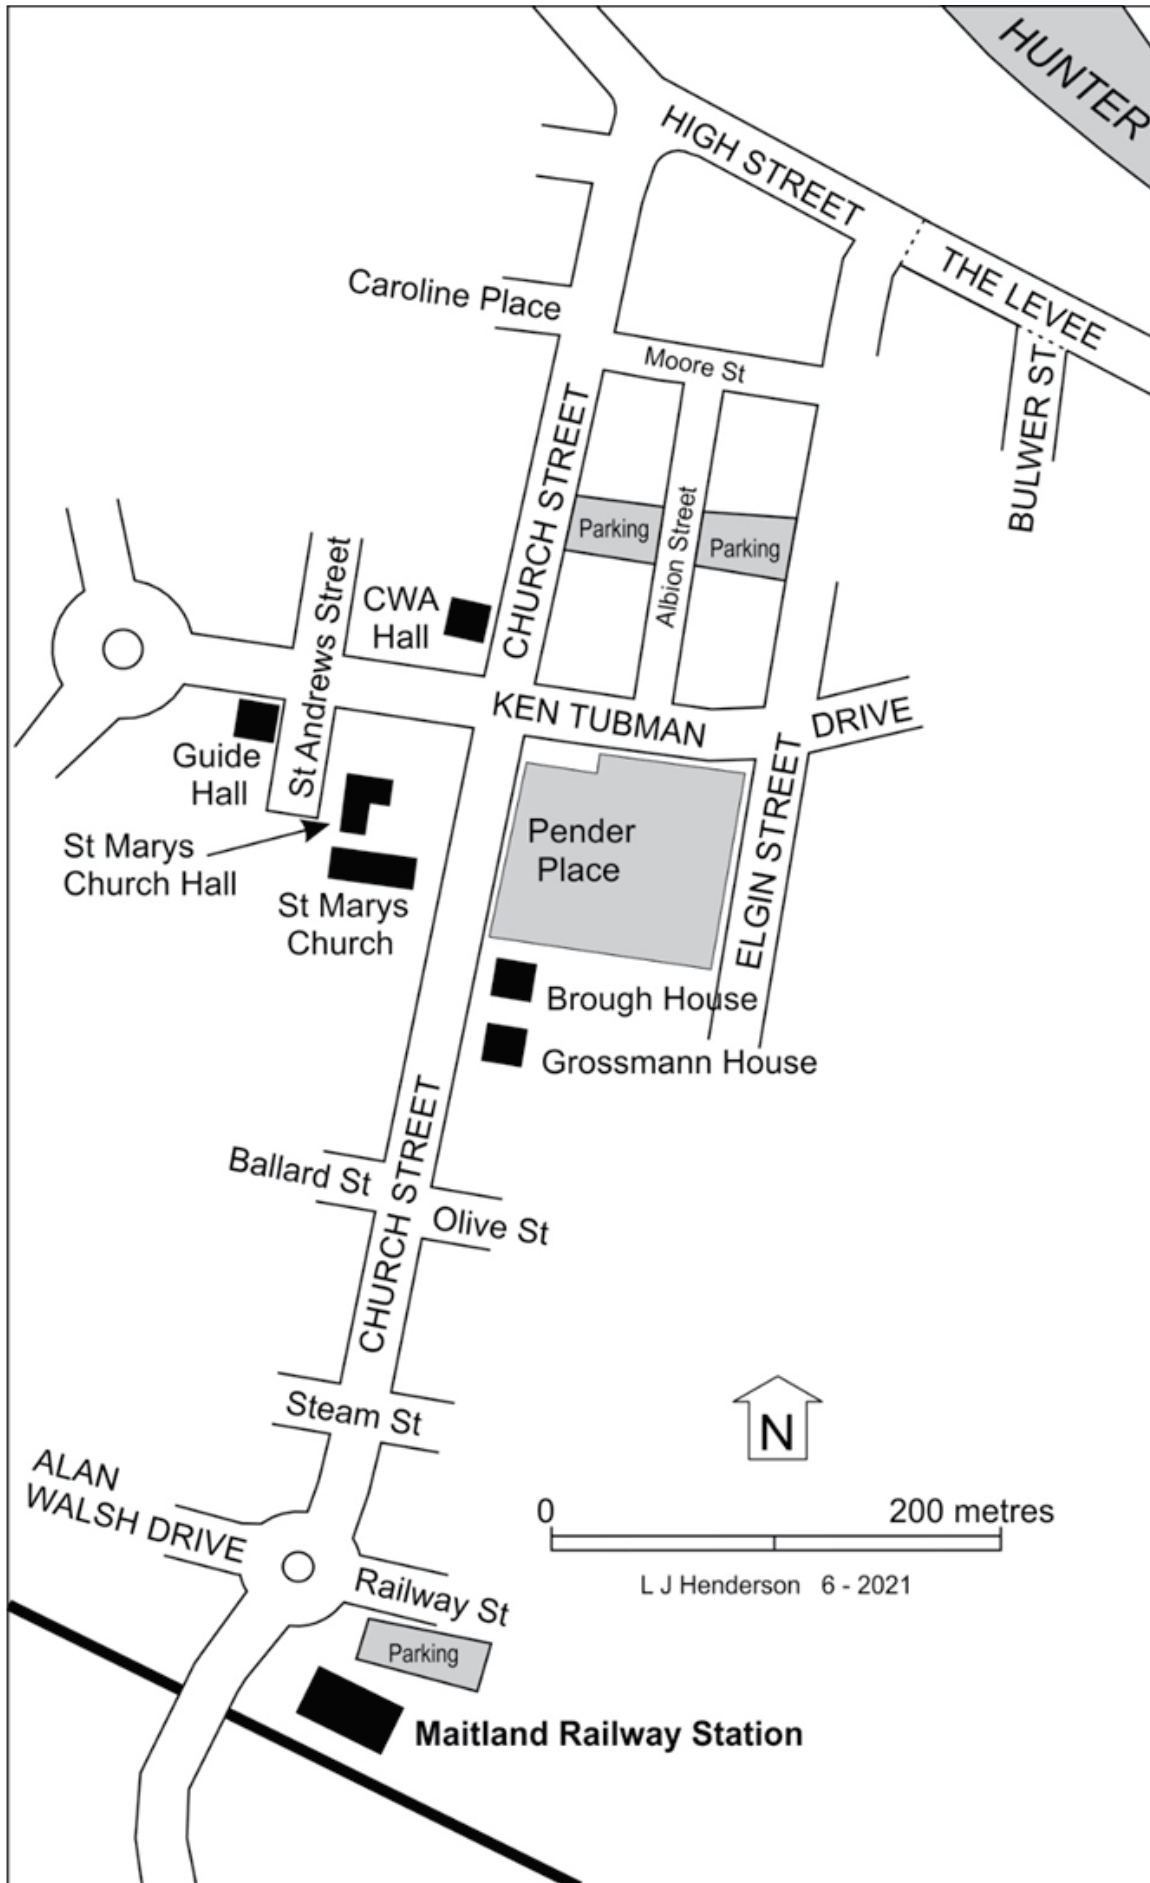 HUNTER
HIGH STREET
THE LEVEE
Caroline Place
Moore St
BULWER ST
CHURCH STREET
Parking
Albion Street
Parking
St Andrews Street
CWA
Hall
KEN TUBMAN
DRIVE
Guide
Hall
St Marys
Church Hall
St Marys
Church
Pender
Place
ELGIN STREET
Brough House
Grossmann House
CHURCH STREET
Ballard St
Olive St
Steam St
N
ALAN
WALSH DRIVE
0
200 metres
L J Henderson 6 - 2021
Railway St
Parking
Maitland Railway Station